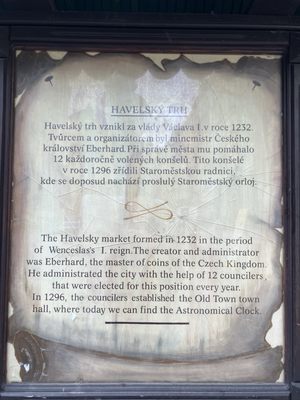 HAVELSKÝ TRH
Havelský trh vznikl za vlády Václava I. v roce 1232.
Tvůrcem a organizátorem byl mincmistr Českého
království Eberhard. Při správě města mu pomáhalo
12 každoročně volených konšelů. Tito konšelé
v roce 1296 zřídili Staroměstskou radnici,
kde se doposud nachází proslulý Staroměstský orloj.
The Havelsky market formed in 1232 in the period
of Wenceslas's I. reign. The creator and administrator
was Eberhard, the master of coins of the Czech Kingdom.
He administrated the city with the help of 12 councilers
that were elected for this position every year.
In 1296, the councilers established the Old Town town
hall, where today we can find the Astronomical Clock.